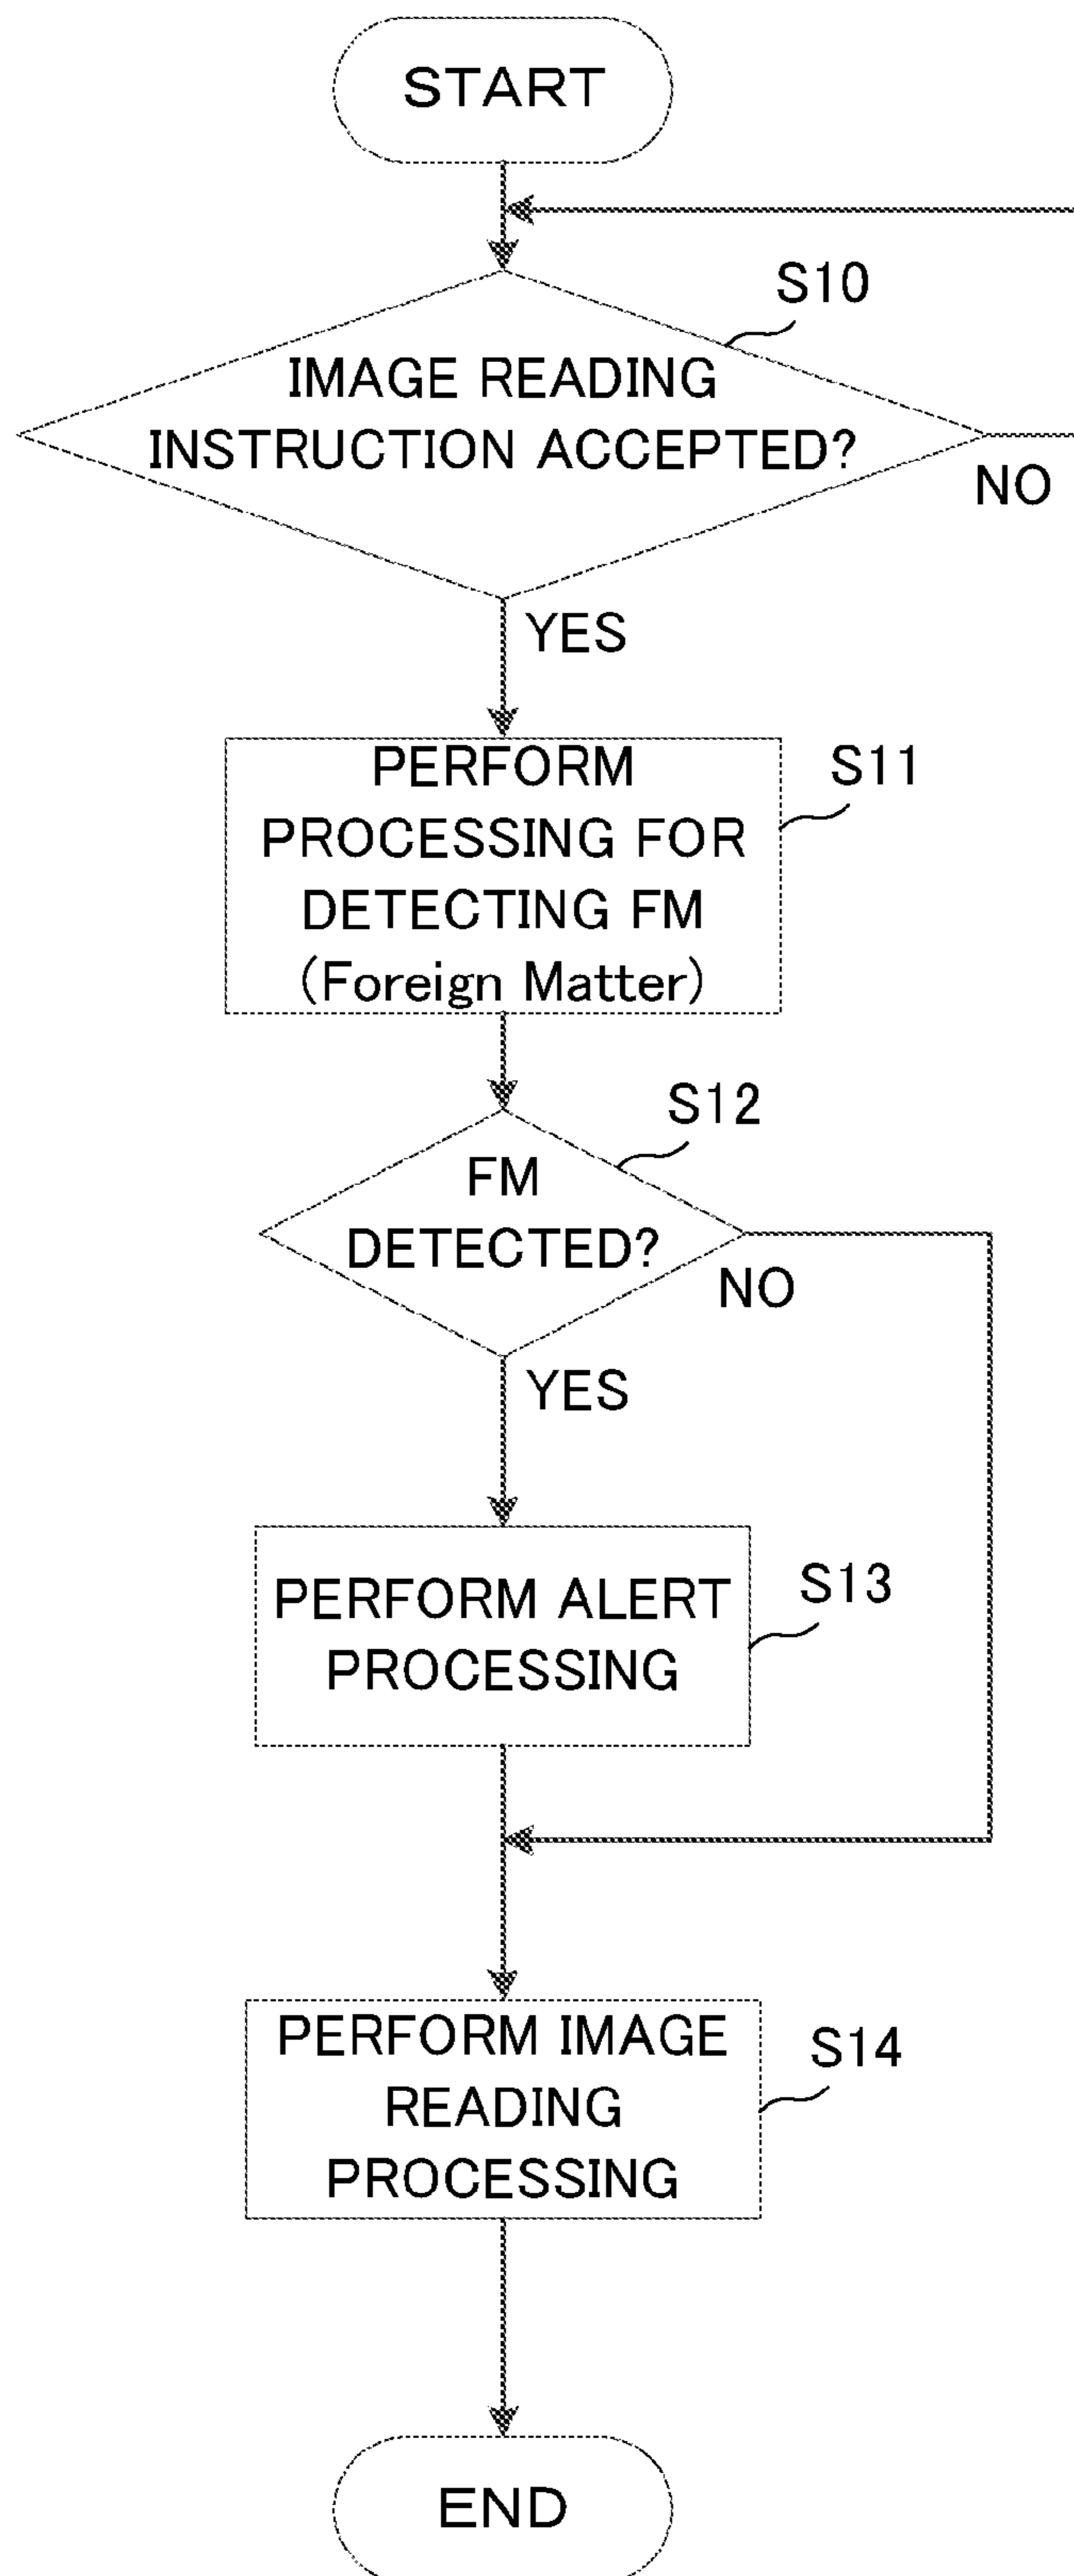 START
S10
IMAGE READING
INSTRUCTION ACCEPTED?
NO
YES
PERFORM
S11
PROCESSING FOR
DETECTING FM
(Foreign Matter)
S12
FM
DETECTED?
NO
YES
S13
PERFORM ALERT
PROCESSING
PERFORM IMAGE
S14
READING
PROCESSING
END